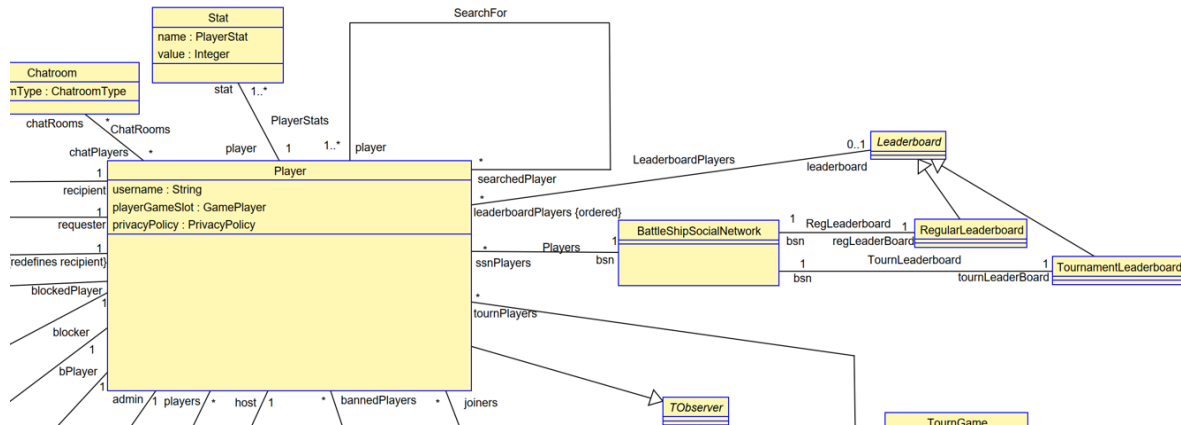 Stat
SearchFor
name : PlayerStat
value : Integer
Chatroom
mType : ChatroomType
stat
1..*
chatRooms
*
ChatRooms
PlayerStats
chatPlayers
*
player
1
1..*
player
0..1
Leaderboard
LeaderboardPlayers
leaderboard
1
recipient
Player
*
searchedPlayer
username : String
playerGameSlot : GamePlayer
privacyPolicy : PrivacyPolicy
*
leaderboardPlayers {ordered}
1
requester
BattleShipSocialNetwork
1
RegLeaderboard
1
RegularLeaderboard
bsn
regLeaderBoard
*
Players
1
ssnPlayers
bsn
1
redefines recipient}
TournLeaderboard
1
1
TournamentLeaderboard
bsn
tournLeaderBoard
blockedPlayer
1
*
tournPlayers
blocker
1
bPlayer
1
admin
1
players
*
host
1
*
bannedPlayers
*
joiners
TObserver
TournGame